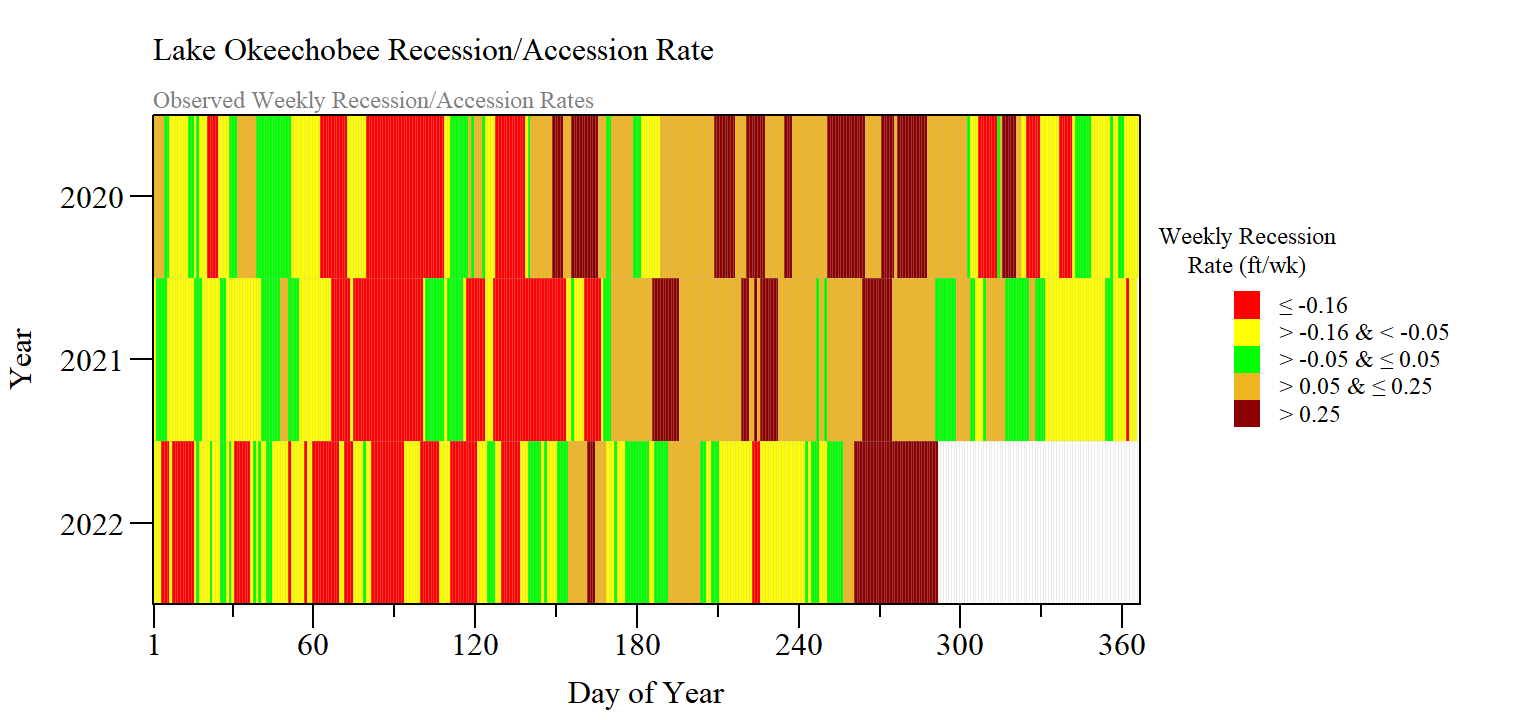 Lake Okeechobee Recession/Accession Rate
Observed Weekly Recession/Accession Rates
Year
2020
2021
2022
1 60 120 180 240 300 360
Day of Year
Weekly Recession
Rate (ft/wk)
≤ -0.16
> -0.16 & < -0.05
> -0.05 & ≤ 0.05
> 0.05 & ≤ 0.25
> 0.25